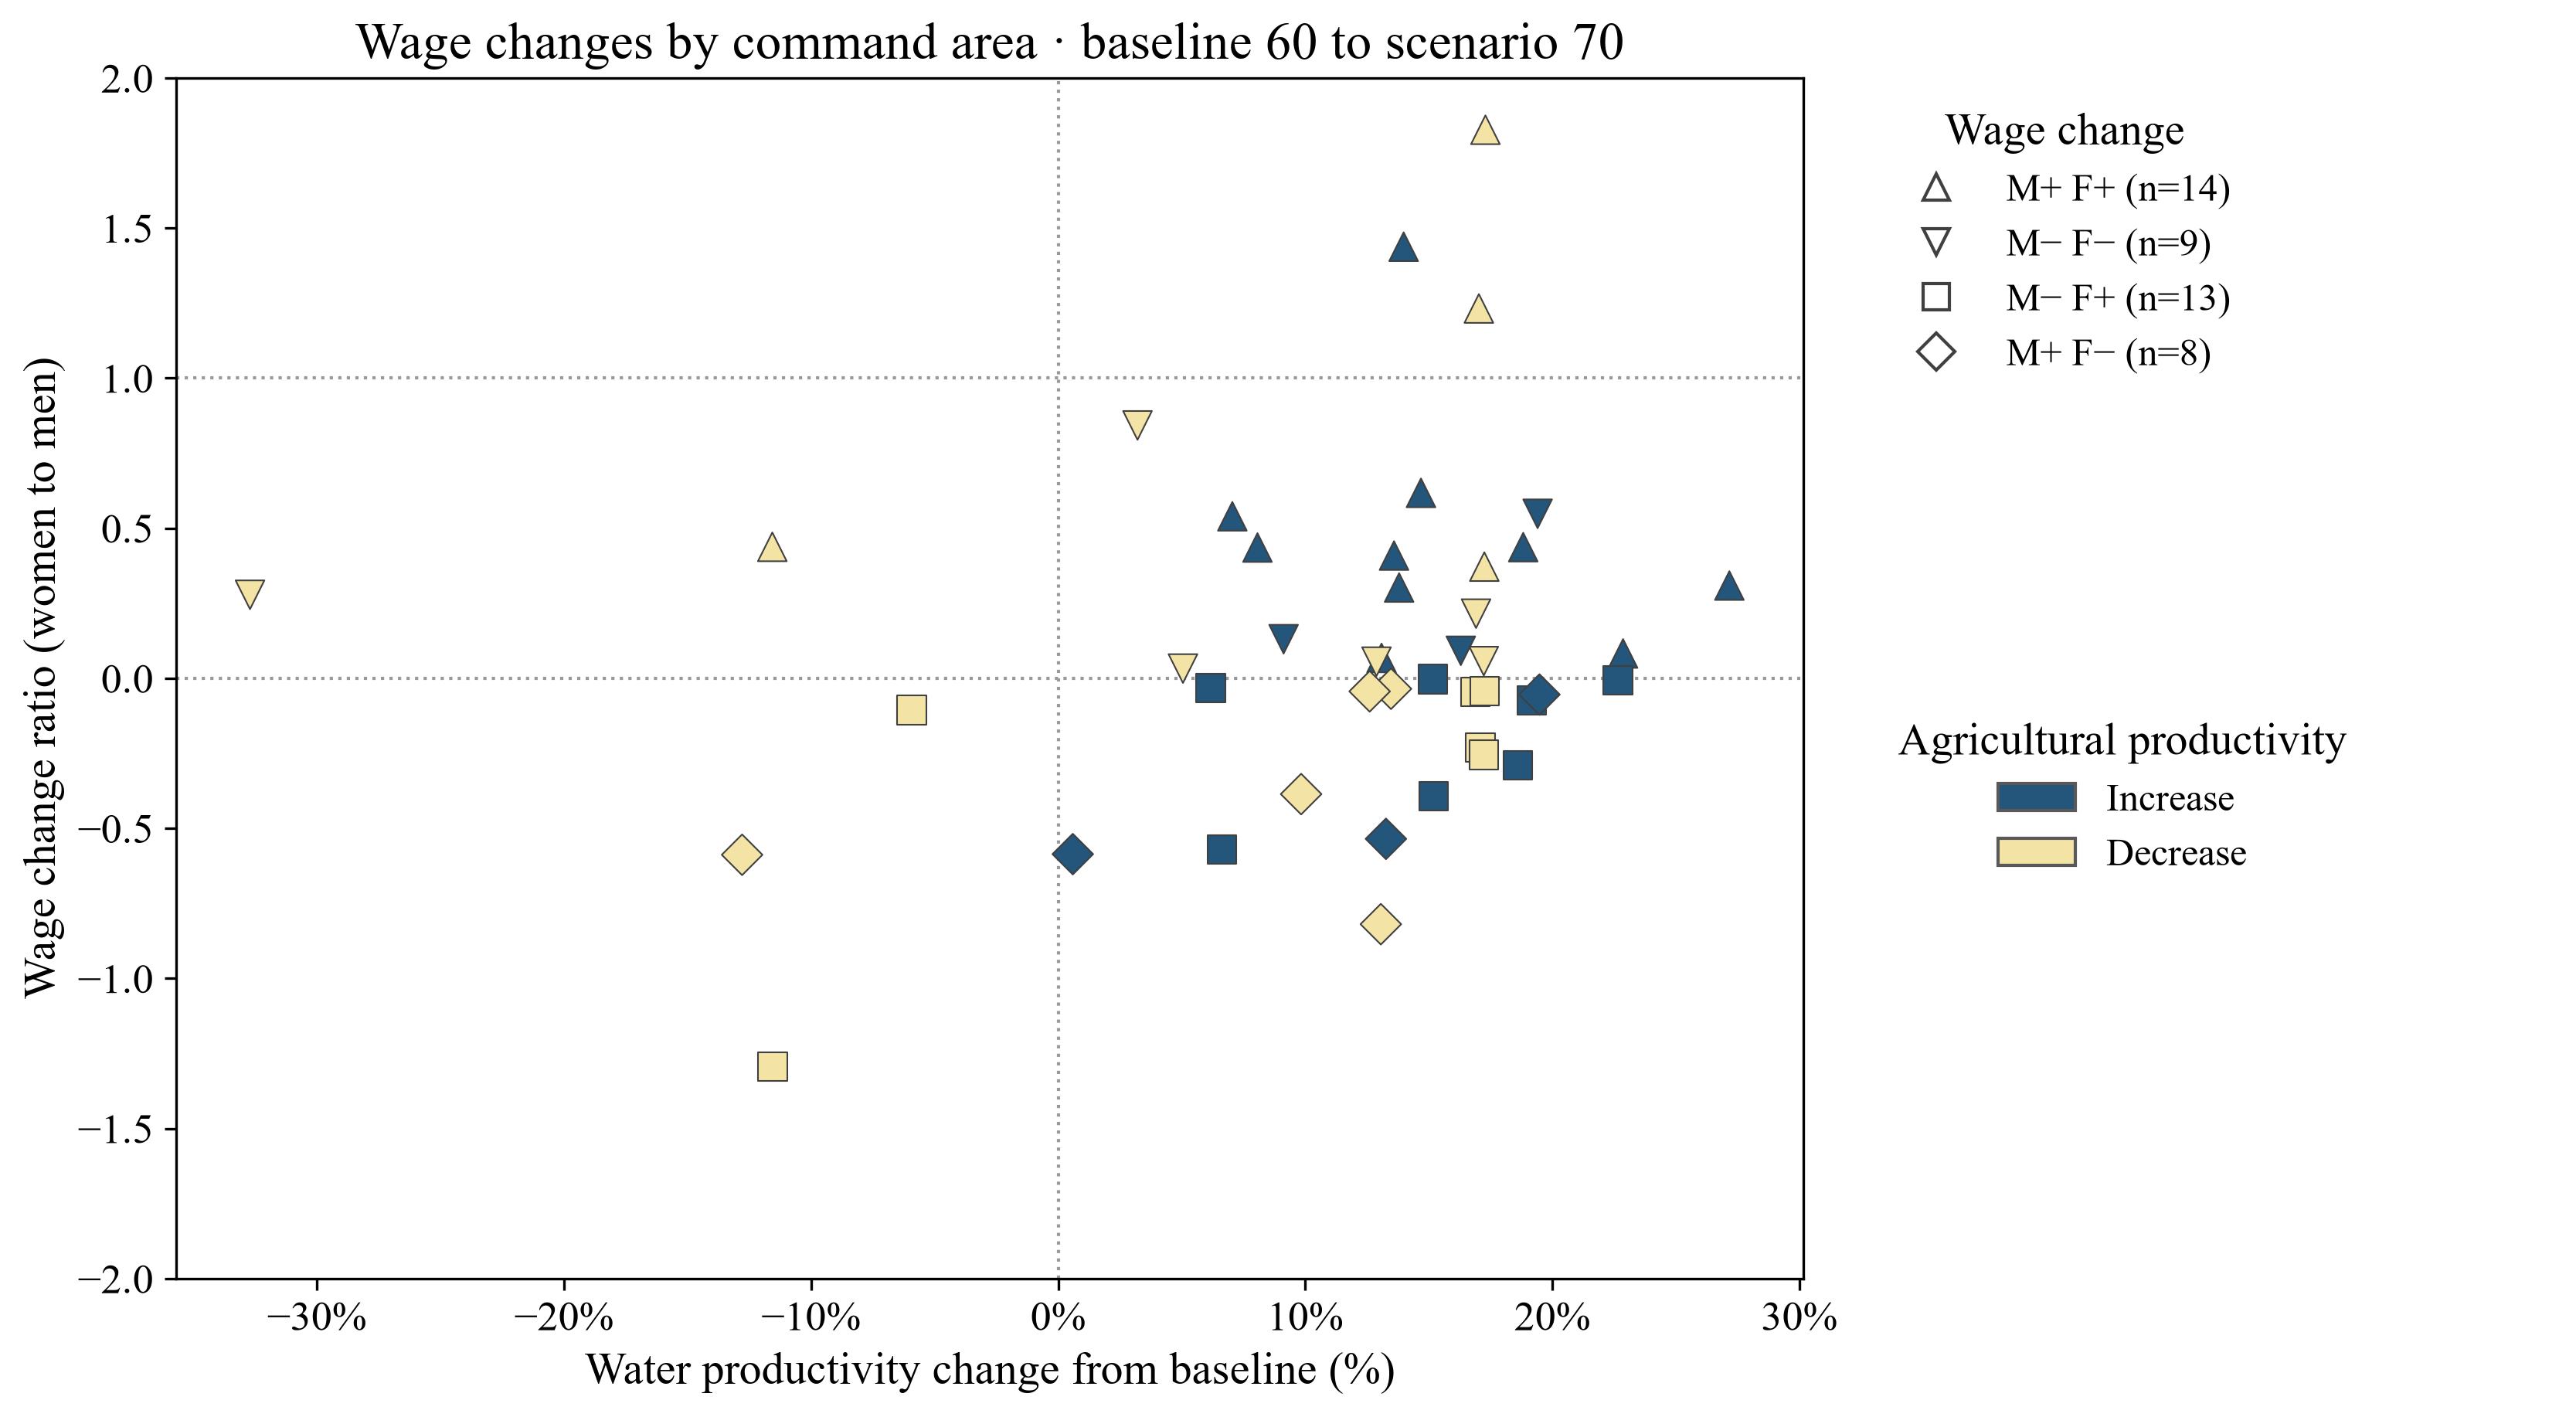 Wage changes by command area · baseline 60 to scenario 70
2.0
1.5
1.0
0.5
0.0
−0.5
−1.0
−1.5
−2.0
Wage change ratio (women to men)
−30%
−20%
−10%
0%
10%
20%
30%
Water productivity change from baseline (%)
Wage change
M+ F+ (n=14)
M− F− (n=9)
M− F+ (n=13)
M+ F− (n=8)
Agricultural productivity
Increase
Decrease